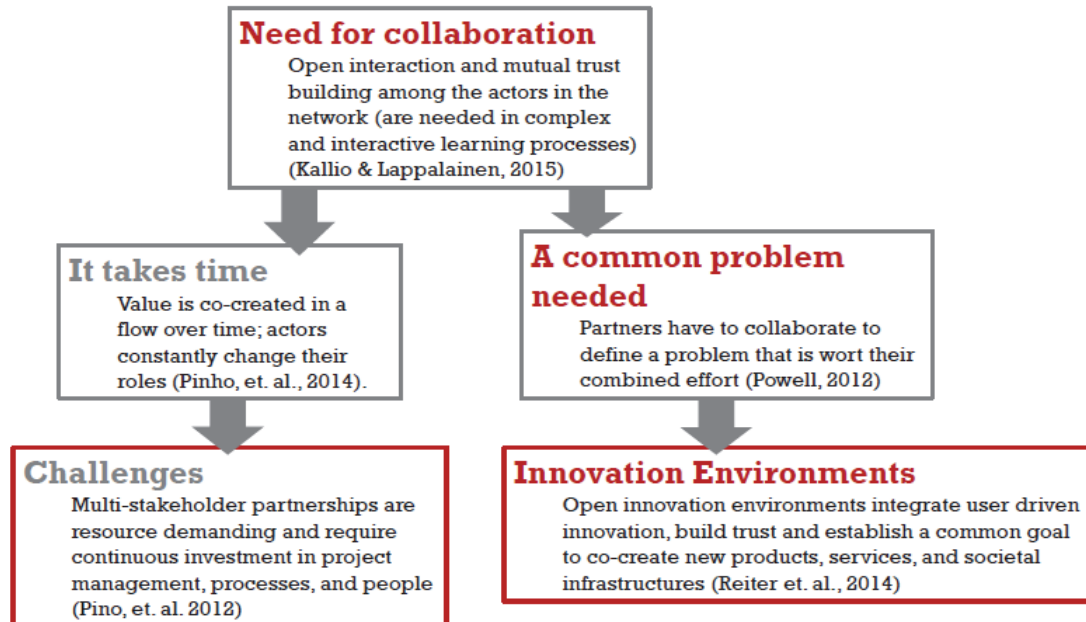 Need for collaboration
Open interaction and mutual trust
building among the actors in the
network (are needed in complex
and interactive learning processes)
(Kallio & Lappalainen, 2015)
It takes time
Value is co-created in a
flow over time; actors
constantly change their
roles (Pinho, et. al., 2014).
A common problem
needed
Partners have to collaborate to
define a problem that is wort their
combined effort (Powell, 2012)
Challenges
Multi-stakeholder partnerships are
resource demanding and require
continuous investment in project
management, processes, and people
(Pino, et. al. 2012)
Innovation Environments
Open innovation environments integrate user driven
innovation, build trust and establish a common goal
to co-create new products, services, and societal
infrastructures (Reiter et. al., 2014)